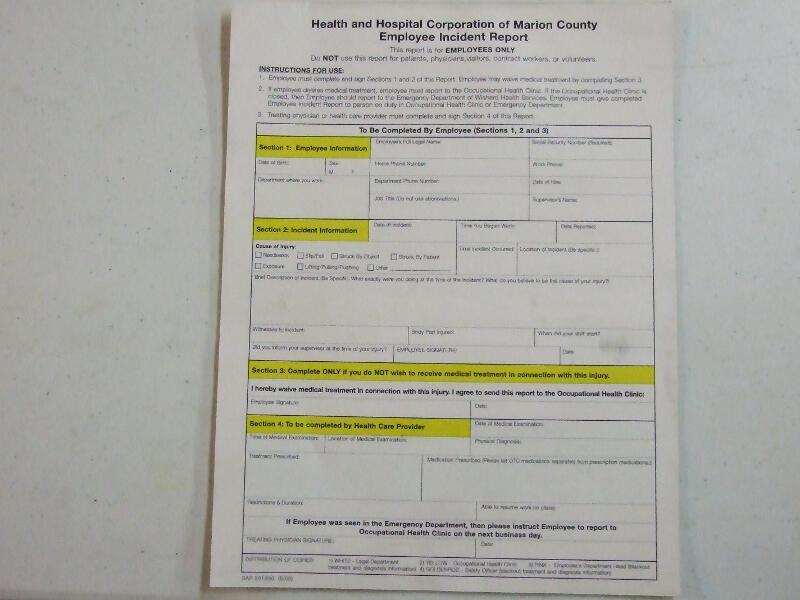 Health and Hospital Corporation of Marion County
Employee Incident Report
This report is for EMPLOYEES ONLY
Do NOT use this report for patients, physicians, visitors, contract workers, or volunteers.
INSTRUCTIONS FOR USE:
1. Employee must complete and sign Sections 1 and 2 of this Report. Employee may waive medical treatment by completing Section 3.
2. If employee desires medical treatment, employee must report to the Occupational Health Clinic. If the Occupational Health Clinic is
closed, then Employee should report to the Emergency Department or Wishard Health Services. Employee must give completed
Employee Incident Report to person on duty in Occupational Health Clinic or Emergency Department.
3. Treating physician or health care provider must complete and sign Section 4 of this Report.
To Be Completed By Employee (Sections 1, 2 and 3)
Section 1: Employee Information
Employee's Full Legal Name:
Social Security Number (Required):
Date of Birth:
Sex:
M F
Home Phone Number:
Work Phone:
Department where you work:
Department Phone Number:
Date of Hire:
Job Title (Do not use abbreviations):
Supervisor's Name:
Section 2: Incident Information
Date of Incident:
Time You Began Work:
Date Reported:
Cause of Injury:
Time Incident Occurred:
Location of Incident (Be specific):
Needlestick Slip/Fall Struck By Object Struck By Patient
Exposure Lifting/Pulling/Pushing Other
Brief Description of Incident (Be Specific). What exactly were you doing at the time of the incident? What do you believe to be the cause of your injury?
Witnesses to Incident:
Body Part Injured:
When did your shift start?
Did you inform your supervisor at the time of your injury?
EMPLOYEE SIGNATURE:
Date:
Section 3: Complete ONLY if you do NOT wish to receive medical treatment in connection with this injury.
I hereby waive medical treatment in connection with this injury. I agree to send this report to the Occupational Health Clinic:
Employee Signature:
Date:
Section 4: To be completed by Health Care Provider
Date of Medical Examination:
Time of Medical Examination:
Location of Medical Examination:
Physical Diagnosis:
Treatment Prescribed:
Medication Prescribed (Please list OTC medications separately from prescription medications):
Restrictions & Duration:
Able to resume work on (date):
If Employee was seen in the Emergency Department, then please instruct Employee to report to
Occupational Health Clinic on the next business day.
TREATING PHYSICIAN SIGNATURE:
Date:
DISTRIBUTION OF COPIES: 1) WHITE - Legal Department 2) YELLOW - Occupational Health Clinic 3) PINK - Employee's Department Head (blackout
treatment and diagnosis information) 4) GOLDENROD - Safety Officer (blackout treatment and diagnosis information)